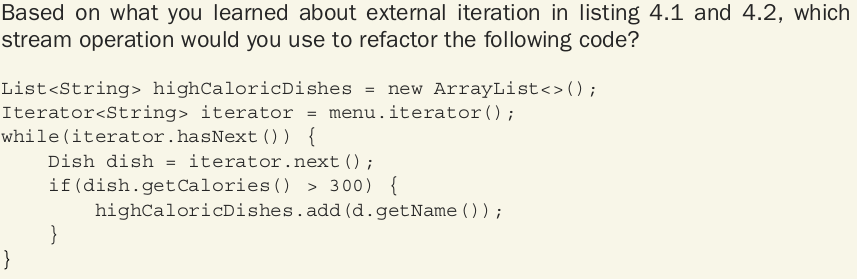 Based on what you learned about external iteration in listing 4.1 and 4.2, which
stream operation would you use to refactor the following code?
List<String> highCaloricDishes = new ArrayList<>();
Iterator<String> iterator = menu.iterator();
while(iterator.hasNext()) {
    Dish dish = iterator.next();
    if(dish.getCalories() > 300) {
        highCaloricDishes.add(d.getName());
    }
}